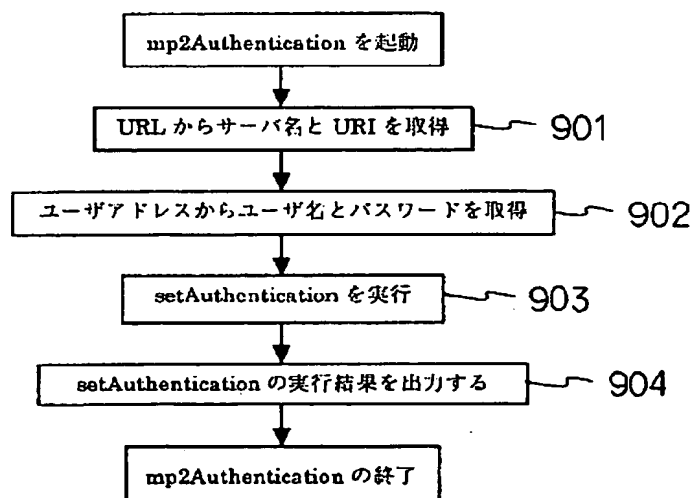 mp2Authentication を起動
URL からサーバ名と URI を取得
901
ユーザアドレスからユーザ名とパスワードを取得
902
setAuthentication を実行
903
setAuthentication の実行結果を出力する
904
mp2Authentication の終了